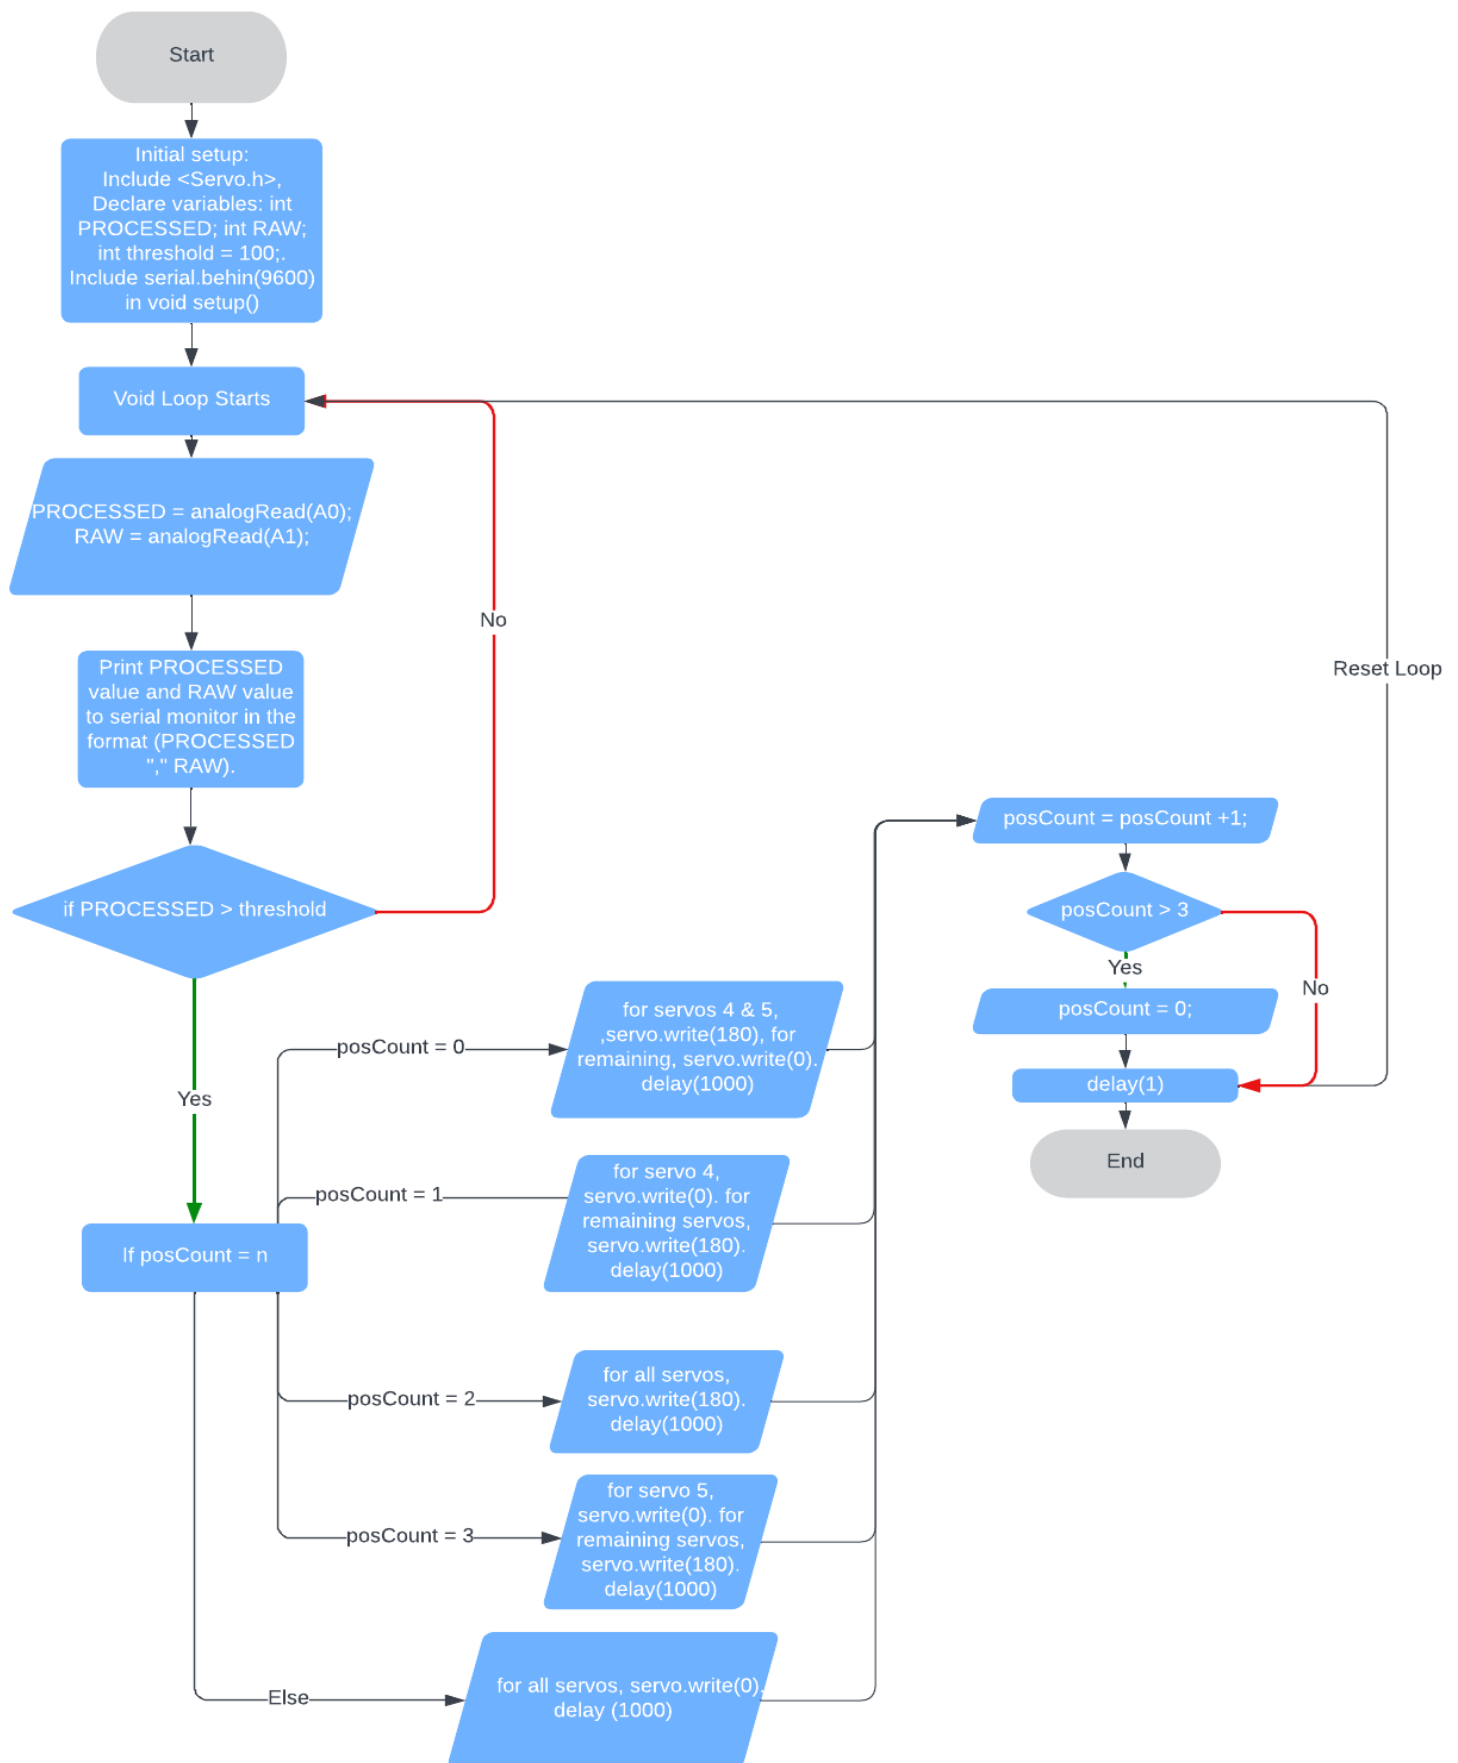 Start
Initial setup:
Include <Servo.h>,
Declare variables: int
PROCESSED; int RAW;
int threshold = 100;.
Include serial.behin(9600)
in void setup()
Void Loop Starts
PROCESSED = analogRead(A0);
RAW = analogRead(A1);
Print PROCESSED
value and RAW value
to serial monitor in the
format (PROCESSED
"," RAW).
if PROCESSED > threshold
No
Yes
If posCount = n
posCount = 0
for servos 4 & 5,
,servo.write(180), for
remaining, servo.write(0).
delay(1000)
posCount = 1
for servo 4,
servo.write(0). for
remaining servos,
servo.write(180).
delay(1000)
posCount = 2
for all servos,
servo.write(180).
delay(1000)
posCount = 3
for servo 5,
servo.write(0). for
remaining servos,
servo.write(180).
delay(1000)
Else
for all servos, servo.write(0).
delay (1000)
posCount = posCount +1;
posCount > 3
Yes
No
posCount = 0;
delay(1)
End
Reset Loop